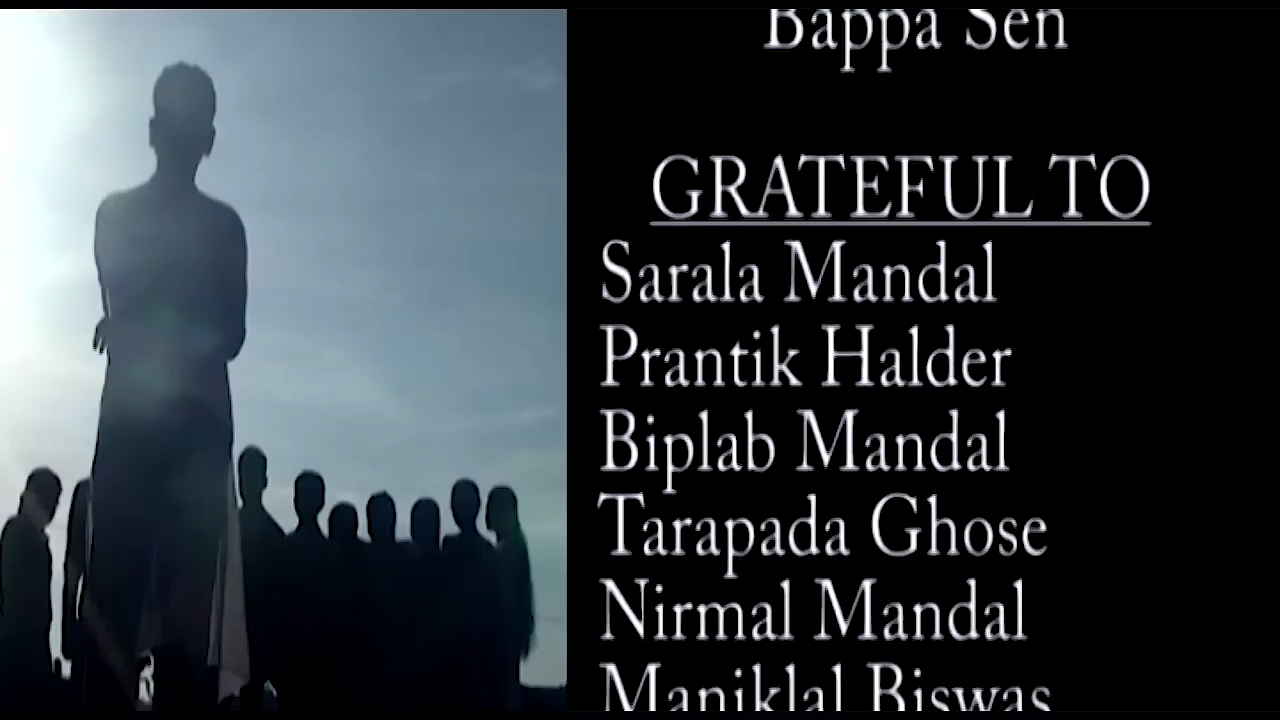 Bappa Sen
GRATEFUL TO
Sarala Mandal
Prantik Halder
Biplab Mandal
Tarapada Ghose
Nirmal Mandal
Maniklal Biswas